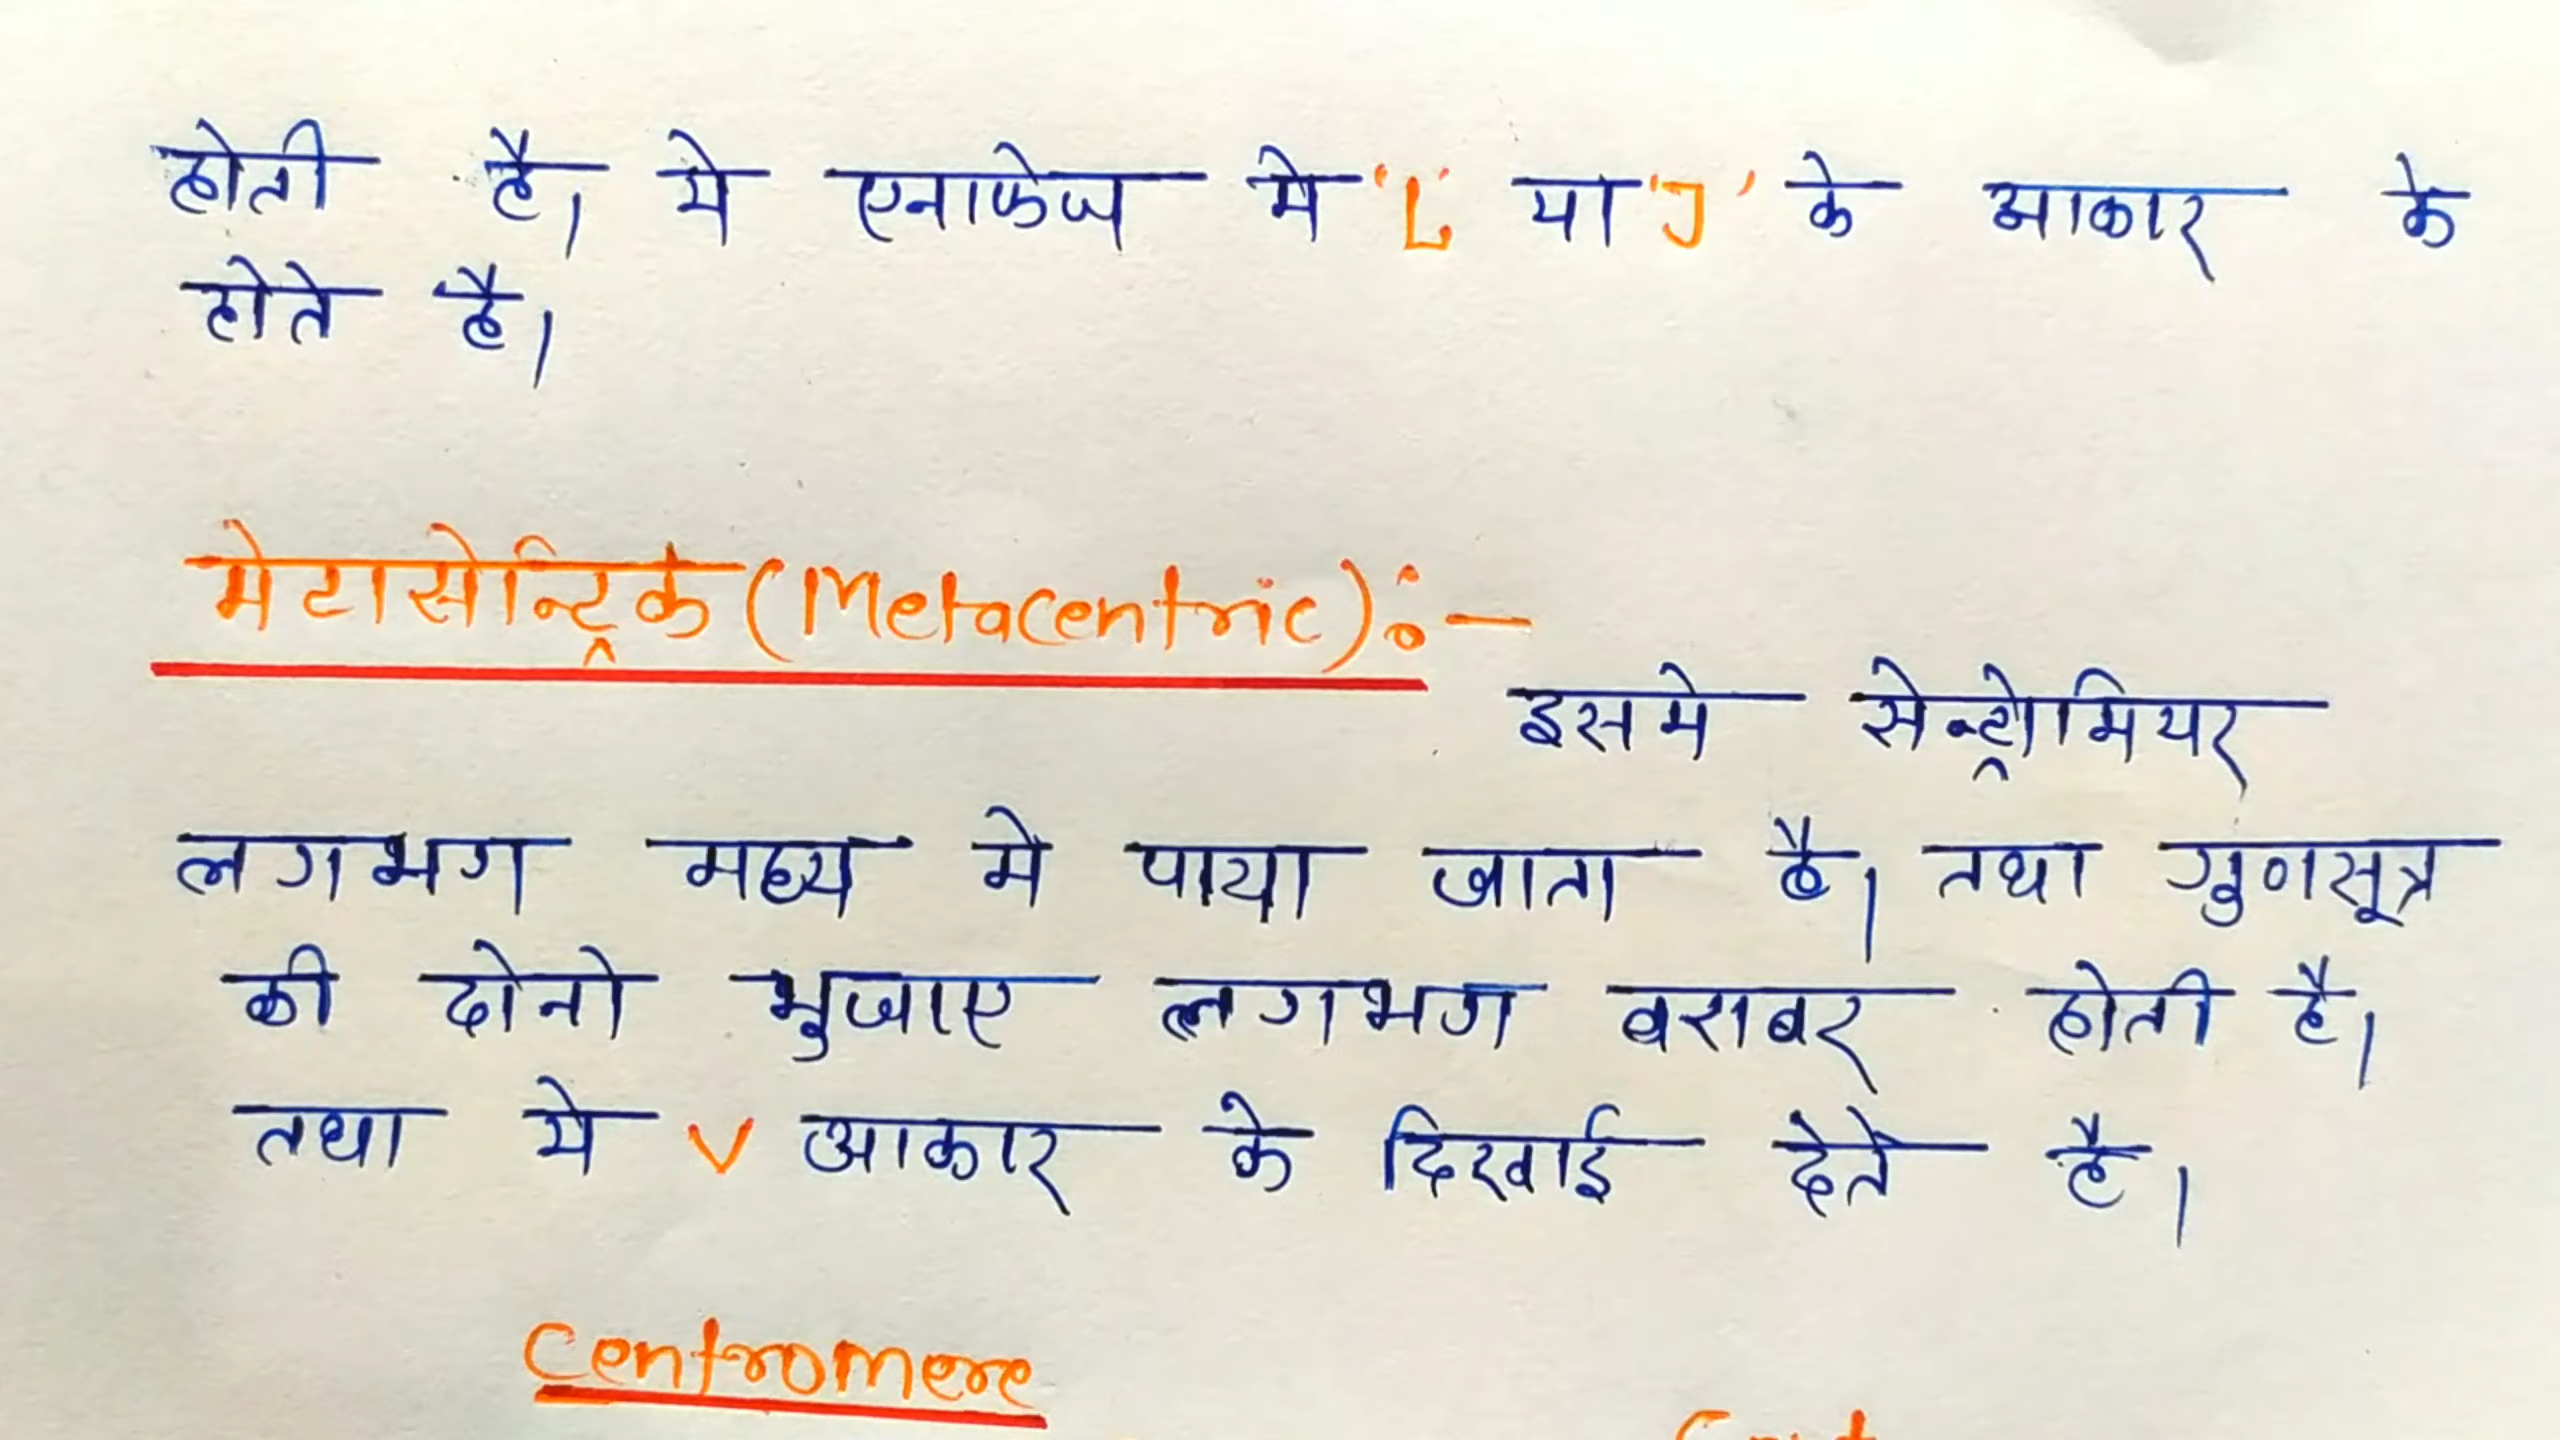 होती है। ये एनाफेज मे 'L' या 'J' के आकार के
होते है।
मेटासेन्ट्रिक (Metacentric):-
इसमे सेन्ट्रोमियर
लगभग मध्य मे पाया जाता है। तथा गुणसूत्र
की दोनो भुजाए लगभग बराबर होती है।
तथा ये V आकार के दिखाई देते है।
Centromere